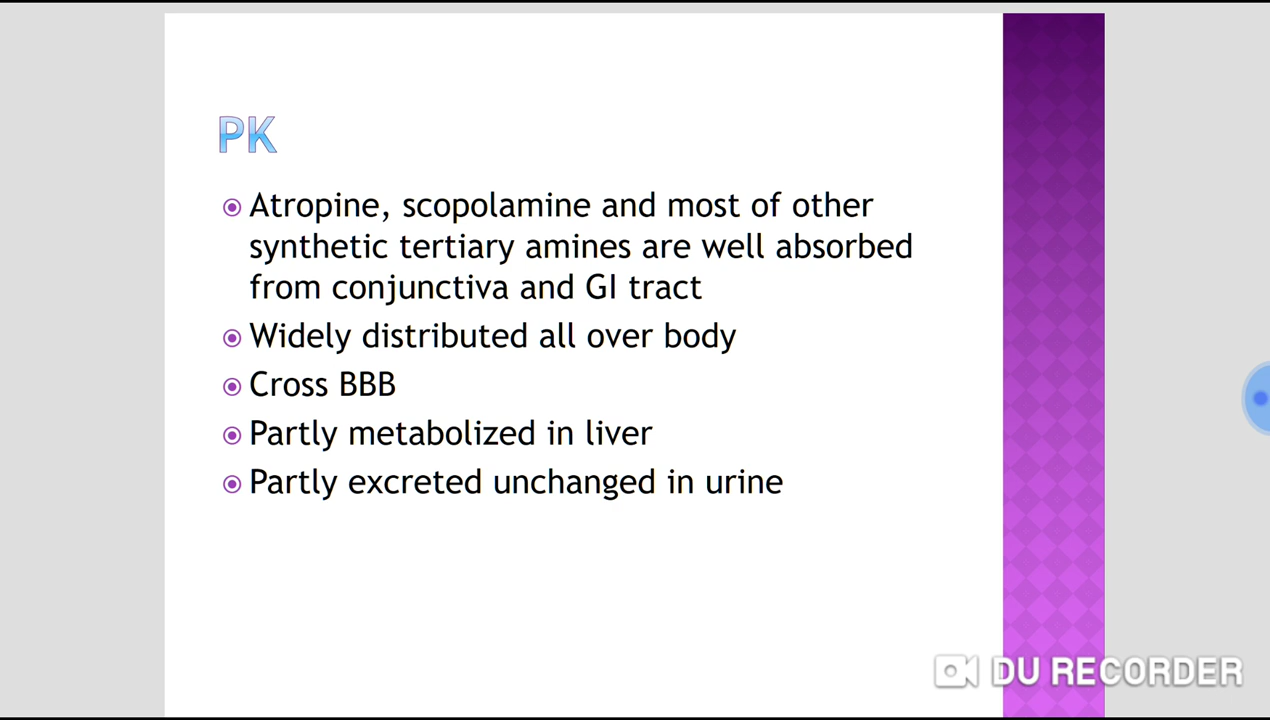 PK
Atropine, scopolamine and most of other
synthetic tertiary amines are well absorbed
from conjunctiva and GI tract
Widely distributed all over body
Cross BBB
Partly metabolized in liver
Partly excreted unchanged in urine
DU RECORDER